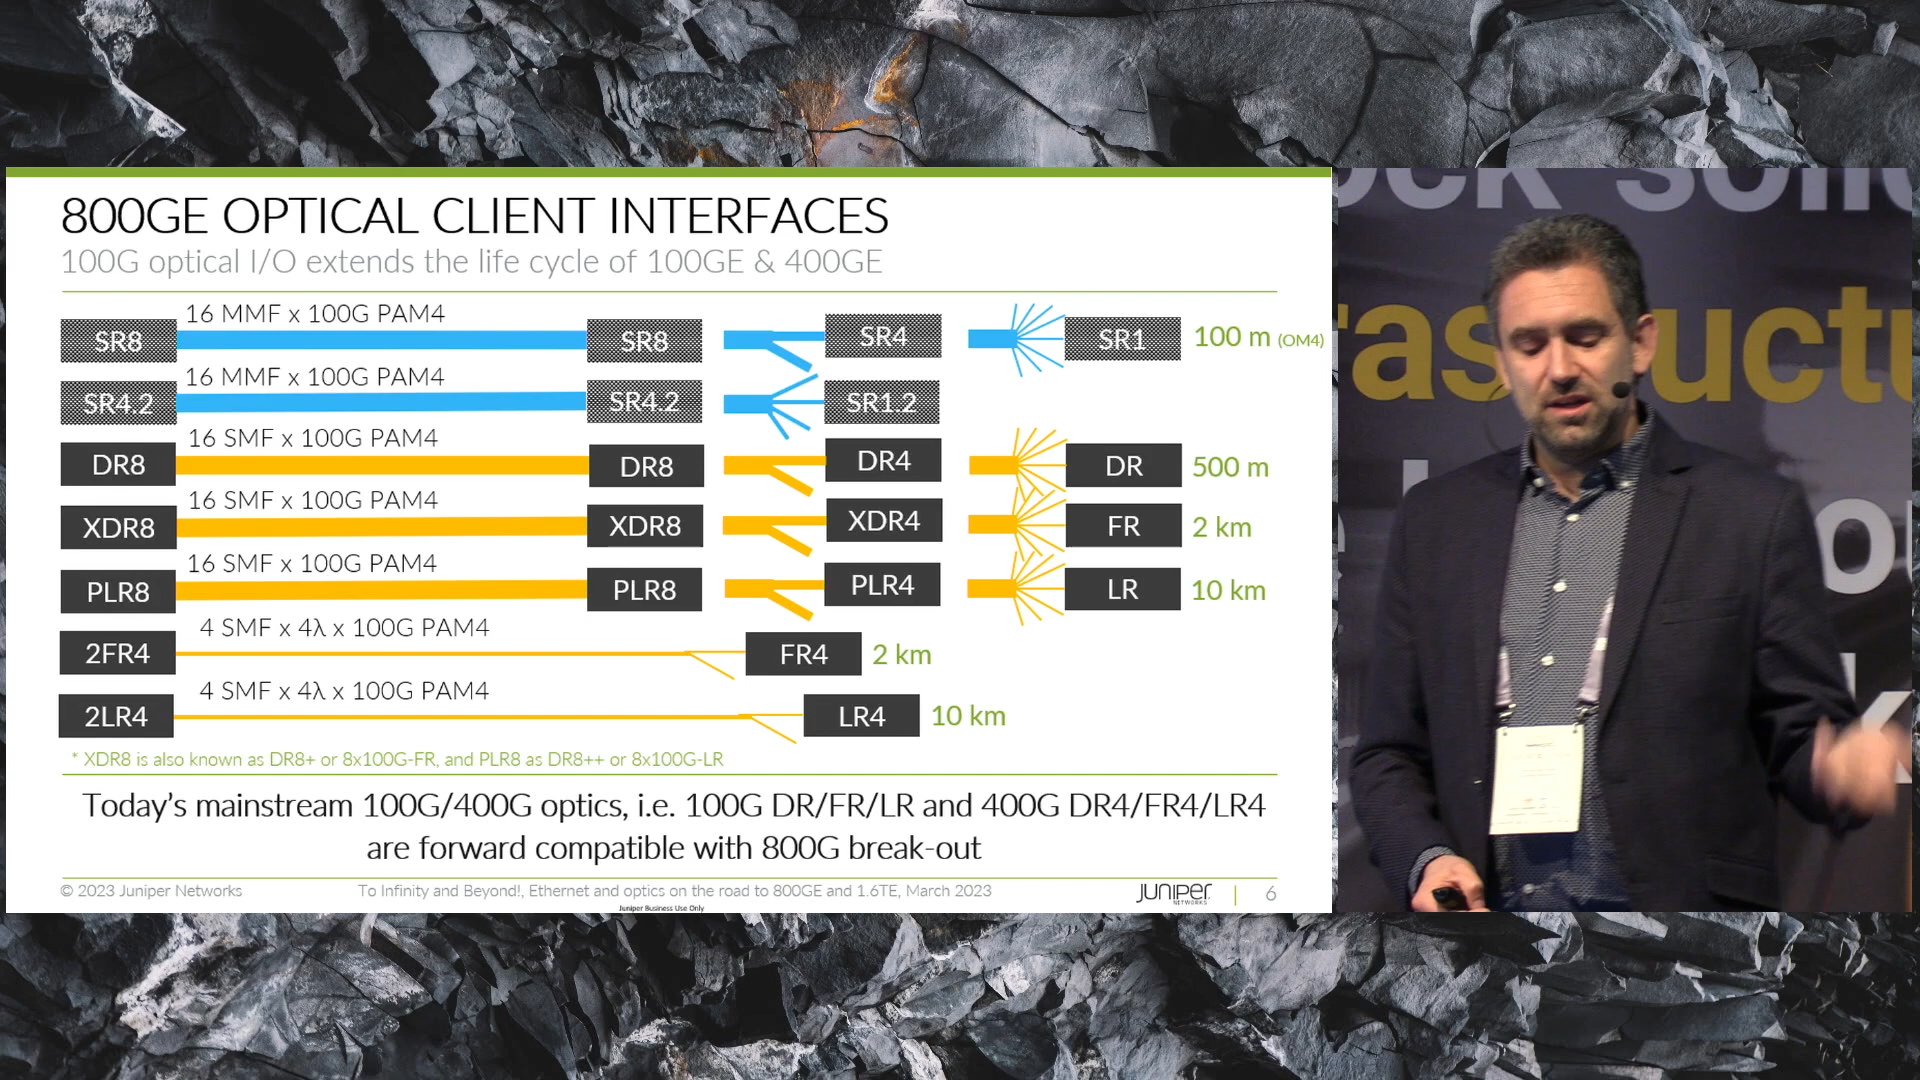 800GE OPTICAL CLIENT INTERFACES
100G optical I/O extends the life cycle of 100GE & 400GE
16 MMF x 100G PAM4
SR8 SR8 SR4 SR1 100 m (OM4)
16 MMF x 100G PAM4
SR4.2 SR4.2 SR1.2
16 SMF x 100G PAM4
DR8 DR8 DR4 DR 500 m
16 SMF x 100G PAM4
XDR8 XDR8 XDR4 FR 2 km
16 SMF x 100G PAM4
PLR8 PLR8 PLR4 LR 10 km
4 SMF x 4λ x 100G PAM4
2FR4 FR4 2 km
4 SMF x 4λ x 100G PAM4
2LR4 LR4 10 km
* XDR8 is also known as DR8+ or 8x100G-FR, and PLR8 as DR8++ or 8x100G-LR
Today's mainstream 100G/400G optics, i.e. 100G DR/FR/LR and 400G DR4/FR4/LR4
are forward compatible with 800G break-out
© 2023 Juniper Networks To Infinity and Beyond!, Ethernet and optics on the road to 800GE and 1.6TE, March 2023 JUNIPER NETWORKS | 6
Juniper Business Use Only